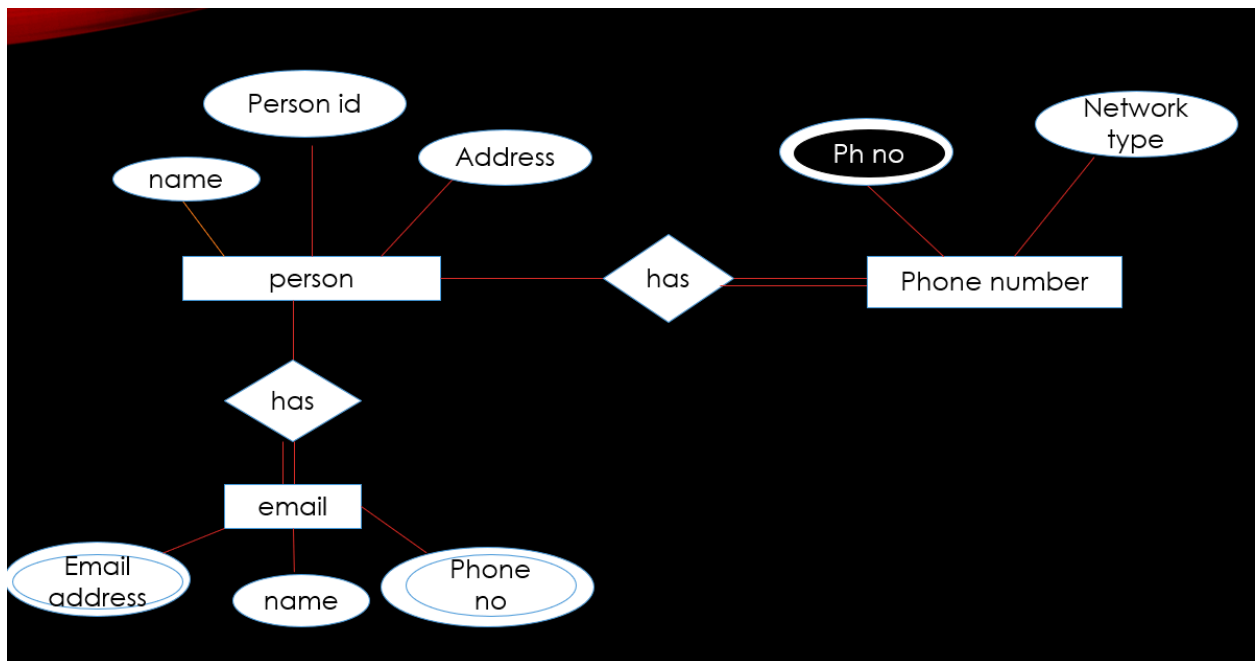 Person id
name
Address
Ph no
Network
type
person
has
Phone number
has
email
Email
address
name
Phone
no